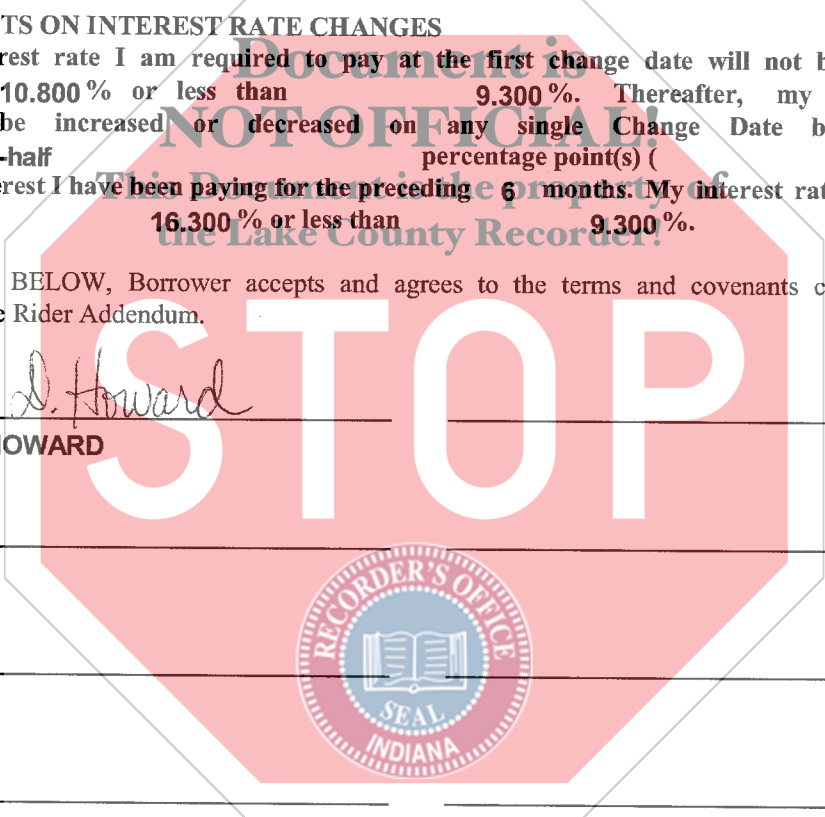 TS ON INTEREST RATE CHANGES
rest rate I am required to pay at the first change date will not b
10.800 % or less than 9.300 %. Thereafter, my
be increased or decreased on any single Change Date b
-half percentage point(s) (
erest I have been paying for the preceding 6 months. My interest rat
16.300 % or less than 9.300 %.
Document is
NOT OFFICIAL!
This Document is the property of
the Lake County Recorder!
BELOW, Borrower accepts and agrees to the terms and covenants c
e Rider Addendum.
STOP
D. Howard
HOWARD
RECORDER'S OFFICE
SEAL
INDIANA